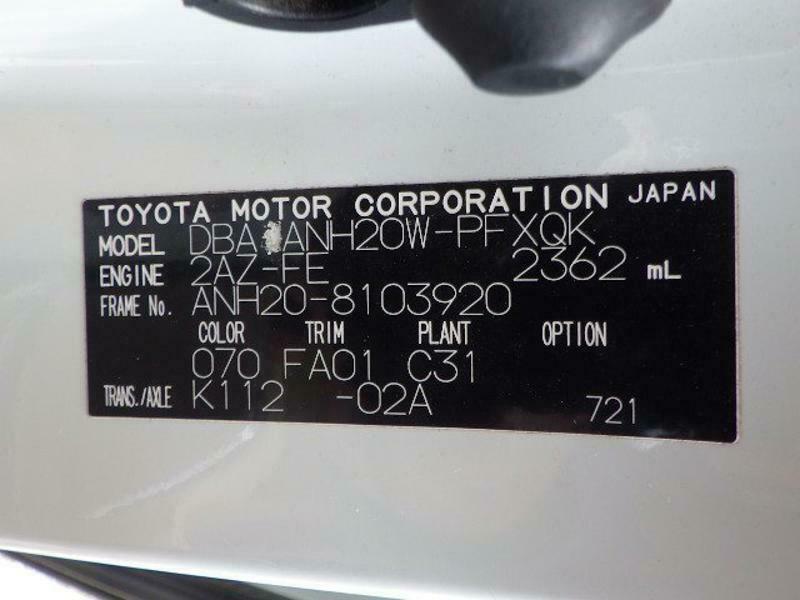 TOYOTA MOTOR CORPORATION JAPAN
MODEL DBA-ANH20W-PFXQK
ENGINE 2AZ-FE 2362 mL
FRAME No. ANH20-8103920
COLOR TRIM PLANT OPTION
070 FA01 C31
TRANS./AXLE K112 -02A 721